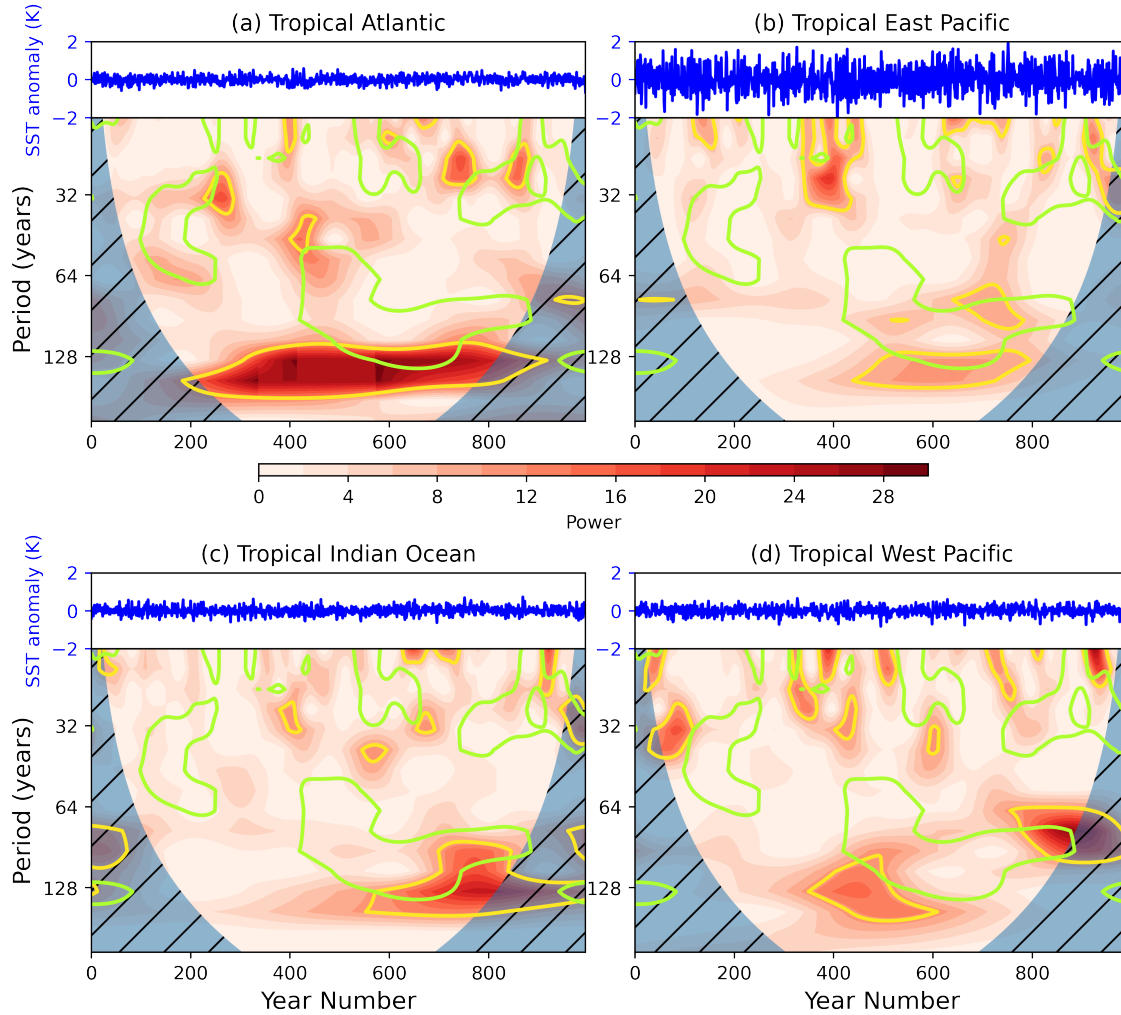 (a) Tropical Atlantic
(b) Tropical East Pacific
SST anomaly (K)
2
0
−2
2
0
−2
Period (years)
32
64
128
32
64
128
0 200 400 600 800
0 200 400 600 800
0 4 8 12 16 20 24 28
Power
(c) Tropical Indian Ocean
(d) Tropical West Pacific
SST anomaly (K)
2
0
−2
2
0
−2
Period (years)
32
64
128
32
64
128
0 200 400 600 800
0 200 400 600 800
Year Number
Year Number